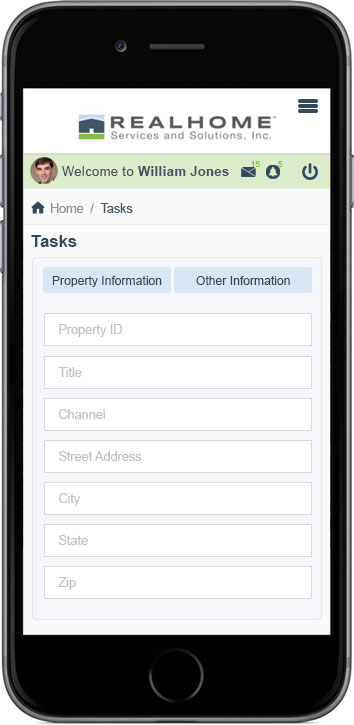 REALHOME™
Services and Solutions, Inc.
Welcome to William Jones 15 5
Home / Tasks
Tasks
Property Information Other Information
Property ID
Title
Channel
Street Address
City
State
Zip